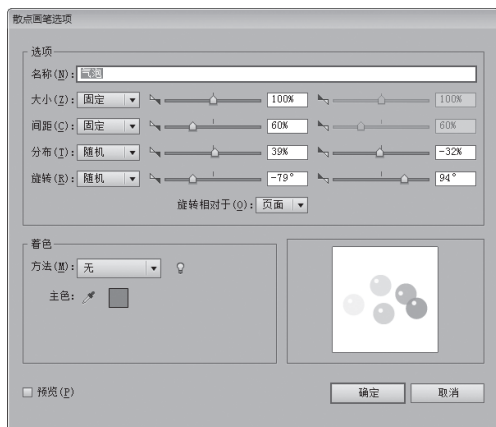 散点画笔选项
选项
名称(N): 气泡
大小(Z): 固定 100% 100%
间距(C): 固定 60% 60%
分布(I): 随机 39% -32%
旋转(R): 随机 -79° 94°
旋转相对于(O): 页面
着色
方法(M): 无
主色:
预览(P)
确定 取消